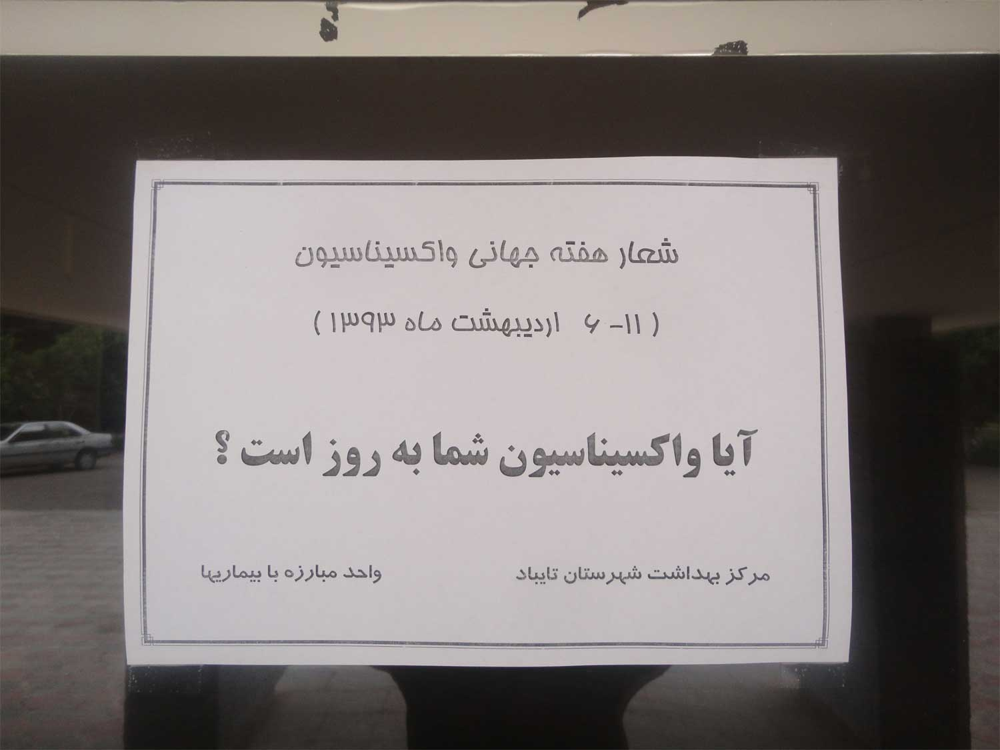 شعار هفته جهانی واکسیناسیون
( ۱۱- ۶ اردیبهشت ماه ۱۳۹۳)
آیا واکسیناسیون شما به روز است ؟
مرکز بهداشت شهرستان تایباد واحد مبارزه با بیماریها